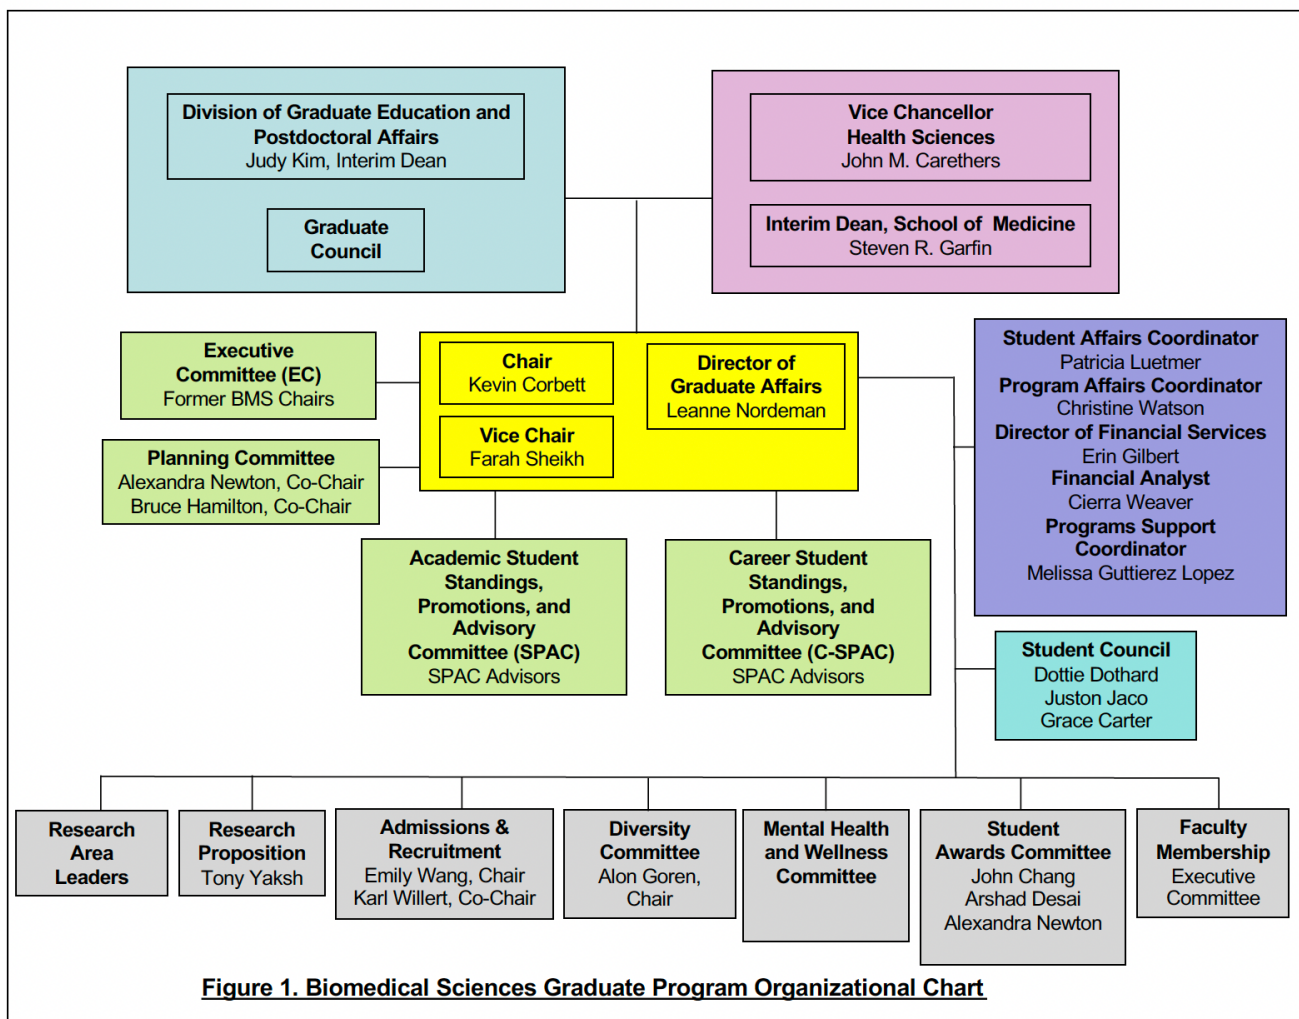 Division of Graduate Education and
Postdoctoral Affairs
Judy Kim, Interim Dean
Graduate
Council
Vice Chancellor
Health Sciences
John M. Carethers
Interim Dean, School of Medicine
Steven R. Garfin
Executive
Committee (EC)
Former BMS Chairs
Planning Committee
Alexandra Newton, Co-Chair
Bruce Hamilton, Co-Chair
Chair
Kevin Corbett
Vice Chair
Farah Sheikh
Director of
Graduate Affairs
Leanne Nordeman
Student Affairs Coordinator
Patricia Luetmer
Program Affairs Coordinator
Christine Watson
Director of Financial Services
Erin Gilbert
Financial Analyst
Cierra Weaver
Programs Support
Coordinator
Melissa Guttierez Lopez
Academic Student
Standings,
Promotions, and
Advisory
Committee (SPAC)
SPAC Advisors
Career Student
Standings,
Promotions, and
Advisory
Committee (C-SPAC)
SPAC Advisors
Student Council
Dottie Dothard
Juston Jaco
Grace Carter
Research
Area
Leaders
Research
Proposition
Tony Yaksh
Admissions &
Recruitment
Emily Wang, Chair
Karl Willert, Co-Chair
Diversity
Committee
Alon Goren,
Chair
Mental Health
and Wellness
Committee
Student
Awards Committee
John Chang
Arshad Desai
Alexandra Newton
Faculty
Membership
Executive
Committee
Figure 1. Biomedical Sciences Graduate Program Organizational Chart